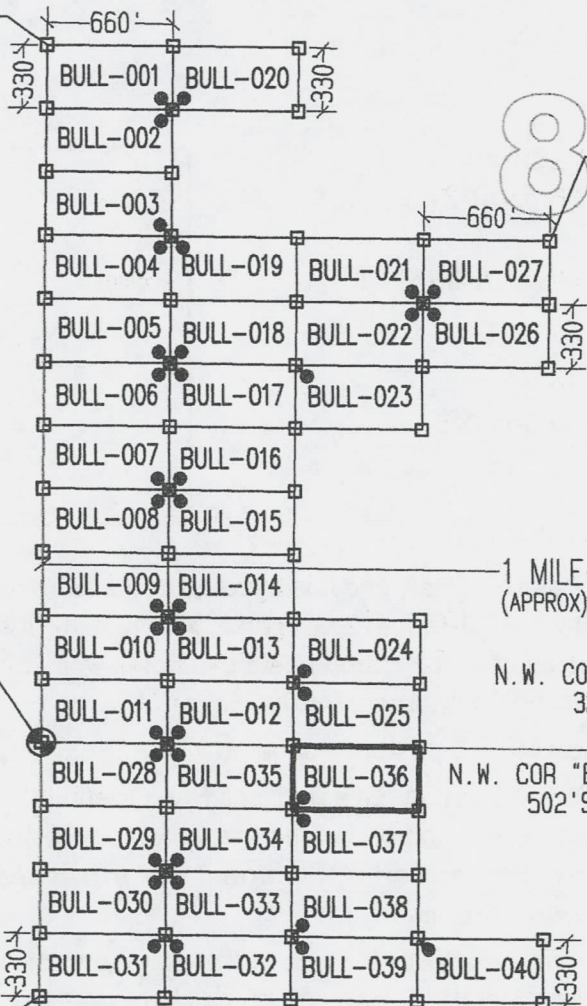 660'
330 BULL-001 BULL-020 330
BULL-002
8
BULL-003
660'
BULL-004 BULL-019 BULL-021 BULL-027
BULL-005 BULL-018 BULL-022 BULL-026 330
BULL-006 BULL-017 BULL-023
BULL-007 BULL-016
BULL-008 BULL-015
1 MILE
(APPROX)
BULL-009 BULL-014
BULL-010 BULL-013 BULL-024
N.W. CO
BULL-011 BULL-012 BULL-025
BULL-028 BULL-035 BULL-036
N.W. COR
502'S
BULL-029 BULL-034 BULL-037
BULL-030 BULL-033 BULL-038
330 BULL-031 BULL-032 BULL-039 BULL-040 330